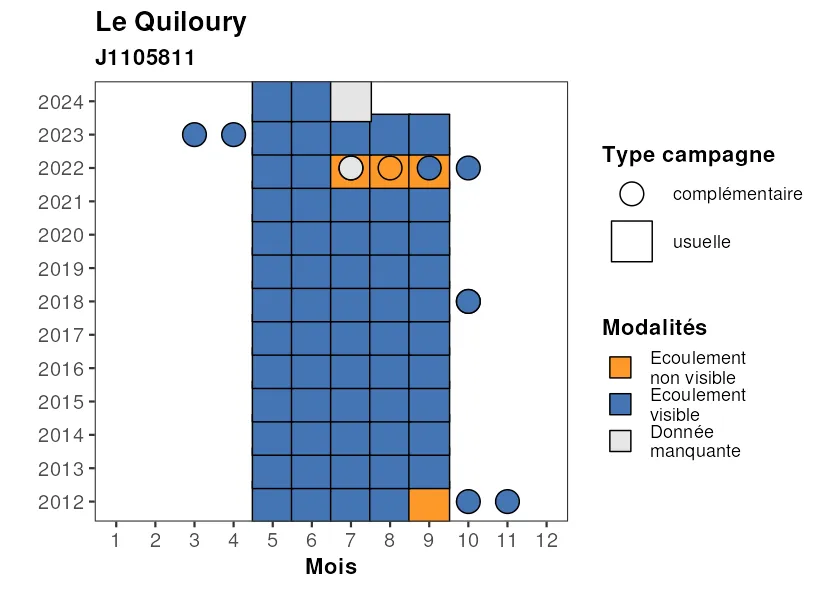 Le Quiloury
J1105811
2024
2023
2022
2021
2020
2019
2018
2017
2016
2015
2014
2013
2012
1 2 3 4 5 6 7 8 9 10 11 12
Mois
Type campagne
complémentaire
usuelle
Modalités
Ecoulement
non visible
Ecoulement
visible
Donnée
manquante